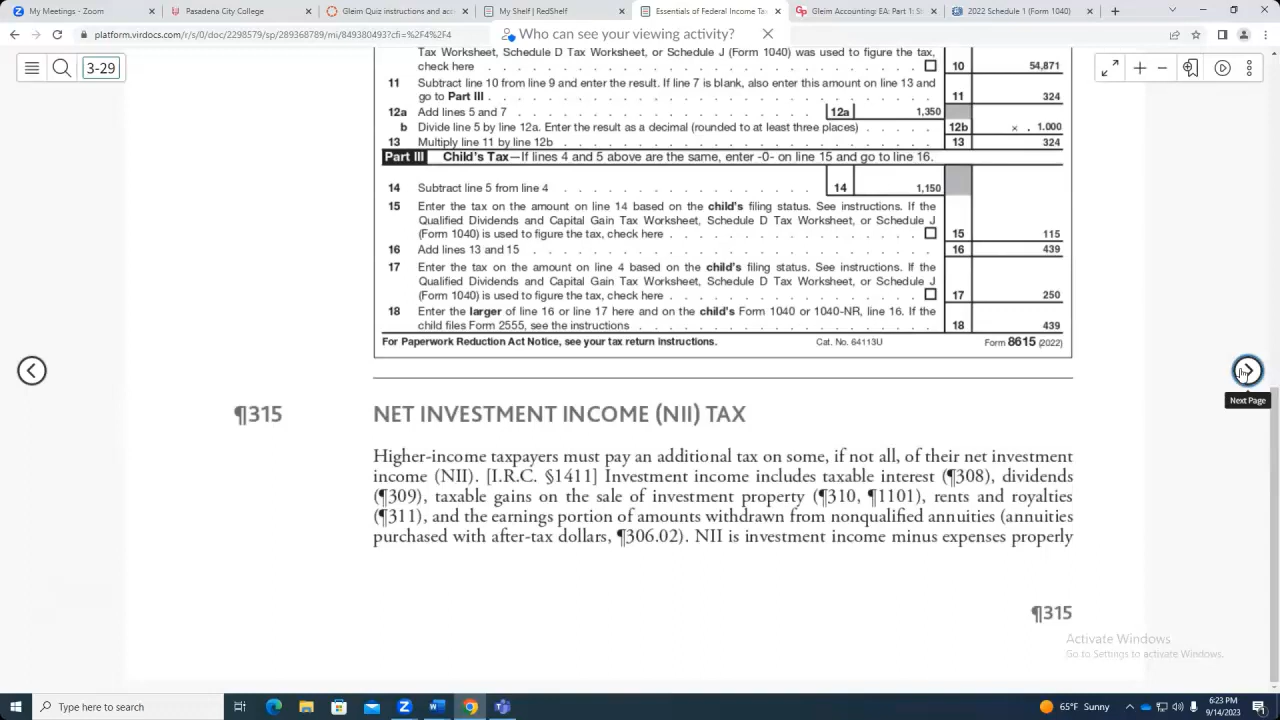 My Meetings - Zoom
Pasadena City College
Gleim Quiz instructions and acc
My Shelf | RedShelf
Essentials of Federal Income Ta
Gleim Accounting EA: Part 1: S
2022 Schedule 1 (Form 1040)
platform.virdocs.com/r/s/0/doc/2298579/sp/289368789/mi/849380493?cfi=%2F4%2F4
Who can see your viewing activity?
3-29
Tax Worksheet, Schedule D Tax Worksheet, or Schedule J (Form 1040) was used to figure the tax,
check here . . . . . 10 54,871
11 Subtract line 10 from line 9 and enter the result. If line 7 is blank, also enter this amount on line 13 and
go to Part III . . . . . 11 324
12a Add lines 5 and 7 . . . . . 12a 1,350
b Divide line 5 by line 12a. Enter the result as a decimal (rounded to at least three places) . . . . . 12b × . 1.000
13 Multiply line 11 by line 12b . . . . . 13 324
Part III Child's Tax—If lines 4 and 5 above are the same, enter -0- on line 15 and go to line 16.
14 Subtract line 5 from line 4 . . . . . 14 1,150
15 Enter the tax on the amount on line 14 based on the child's filing status. See instructions. If the
Qualified Dividends and Capital Gain Tax Worksheet, Schedule D Tax Worksheet, or Schedule J
(Form 1040) is used to figure the tax, check here . . . . . 15 115
16 Add lines 13 and 15 . . . . . 16 439
17 Enter the tax on the amount on line 4 based on the child's filing status. See instructions. If the
Qualified Dividends and Capital Gain Tax Worksheet, Schedule D Tax Worksheet, or Schedule J
(Form 1040) is used to figure the tax, check here . . . . . 17 250
18 Enter the larger of line 16 or line 17 here and on the child's Form 1040 or 1040-NR, line 16. If the
child files Form 2555, see the instructions . . . . . 18 439
For Paperwork Reduction Act Notice, see your tax return instructions. Cat. No. 64113U Form 8615 (2022)
Next Page
¶315 NET INVESTMENT INCOME (NII) TAX
Higher-income taxpayers must pay an additional tax on some, if not all, of their net investment
income (NII). [I.R.C. §1411] Investment income includes taxable interest (¶308), dividends
(¶309), taxable gains on the sale of investment property (¶310, ¶1101), rents and royalties
(¶311), and the earnings portion of amounts withdrawn from nonqualified annuities (annuities
purchased with after-tax dollars, ¶306.02). NII is investment income minus expenses properly
¶315
Activate Windows
Go to Settings to activate Windows.
Type here to search
65°F Sunny
6:23 PM
9/14/2023